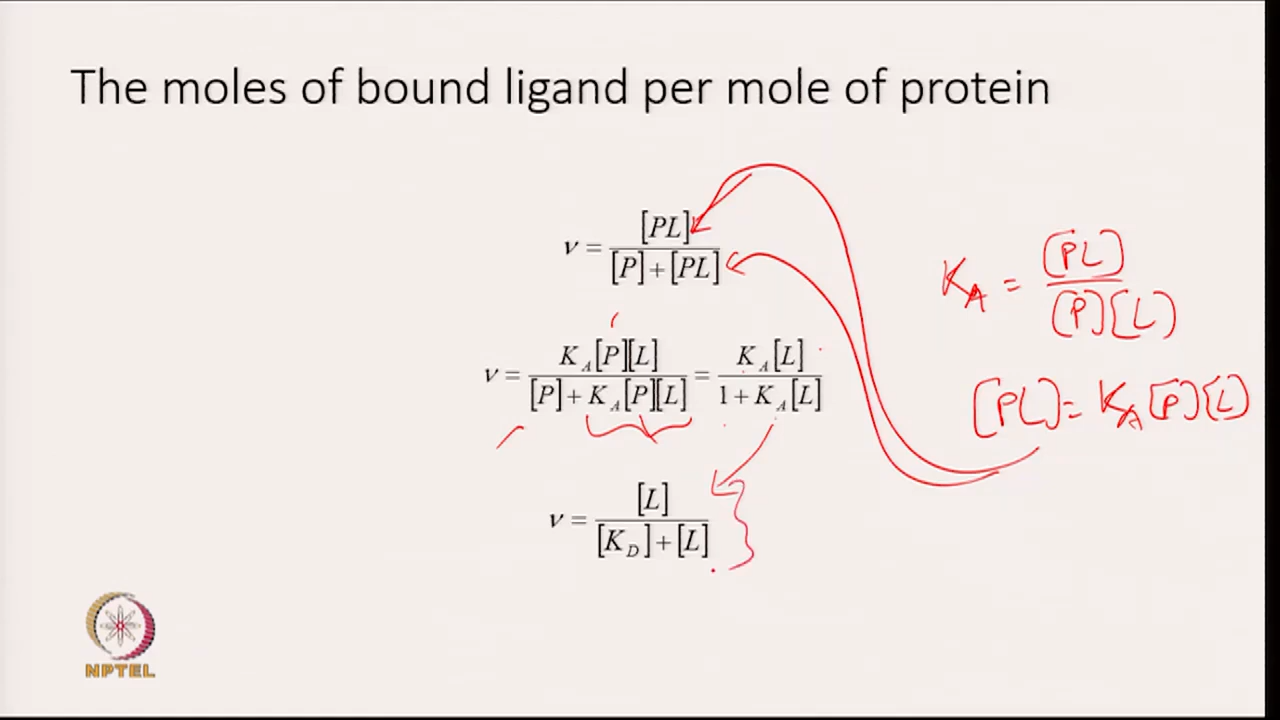 The moles of bound ligand per mole of protein
ν = [PL] / [P] + [PL]
K_A = [PL] / [P][L]
ν = K_A[P][L] / [P] + K_A[P][L] = K_A[L] / 1 + K_A[L]
[PL] = K_A[P][L]
ν = [L] / [K_D] + [L]
NPTEL